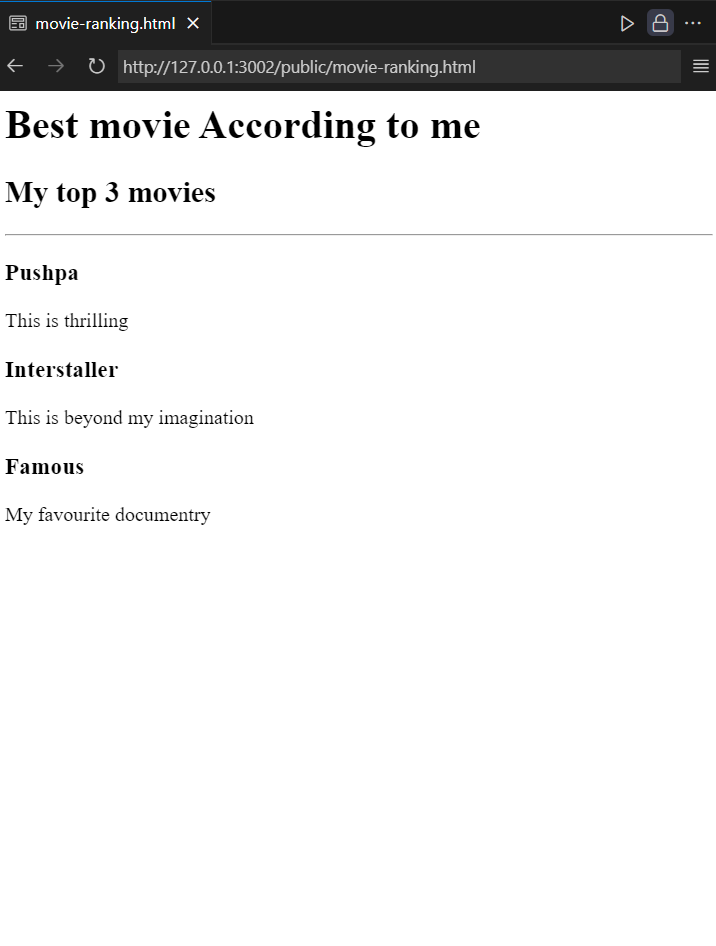 movie-ranking.html
http://127.0.0.1:3002/public/movie-ranking.html
Best movie According to me
My top 3 movies
Pushpa
This is thrilling
Interstaller
This is beyond my imagination
Famous
My favourite documentry